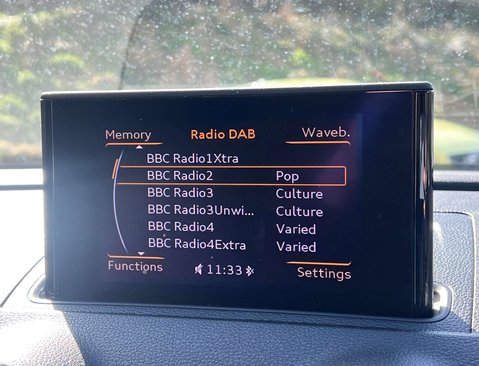 Memory Radio DAB Waveb.
BBC Radio1Xtra
BBC Radio2 Pop
BBC Radio3 Culture
BBC Radio3Unwi... Culture
BBC Radio4 Varied
BBC Radio4Extra Varied
Functions 11:33 Settings